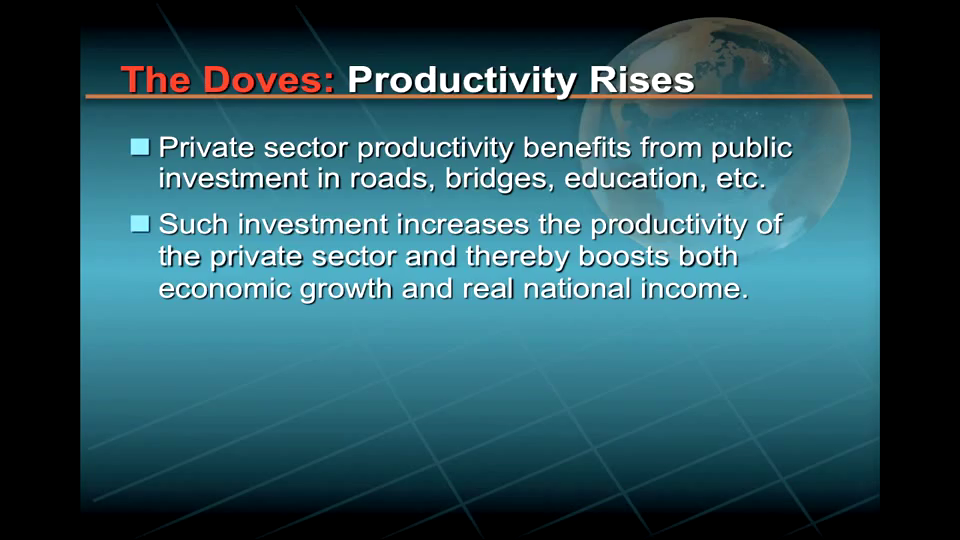 The Doves: Productivity Rises
Private sector productivity benefits from public
investment in roads, bridges, education, etc.
Such investment increases the productivity of
the private sector and thereby boosts both
economic growth and real national income.